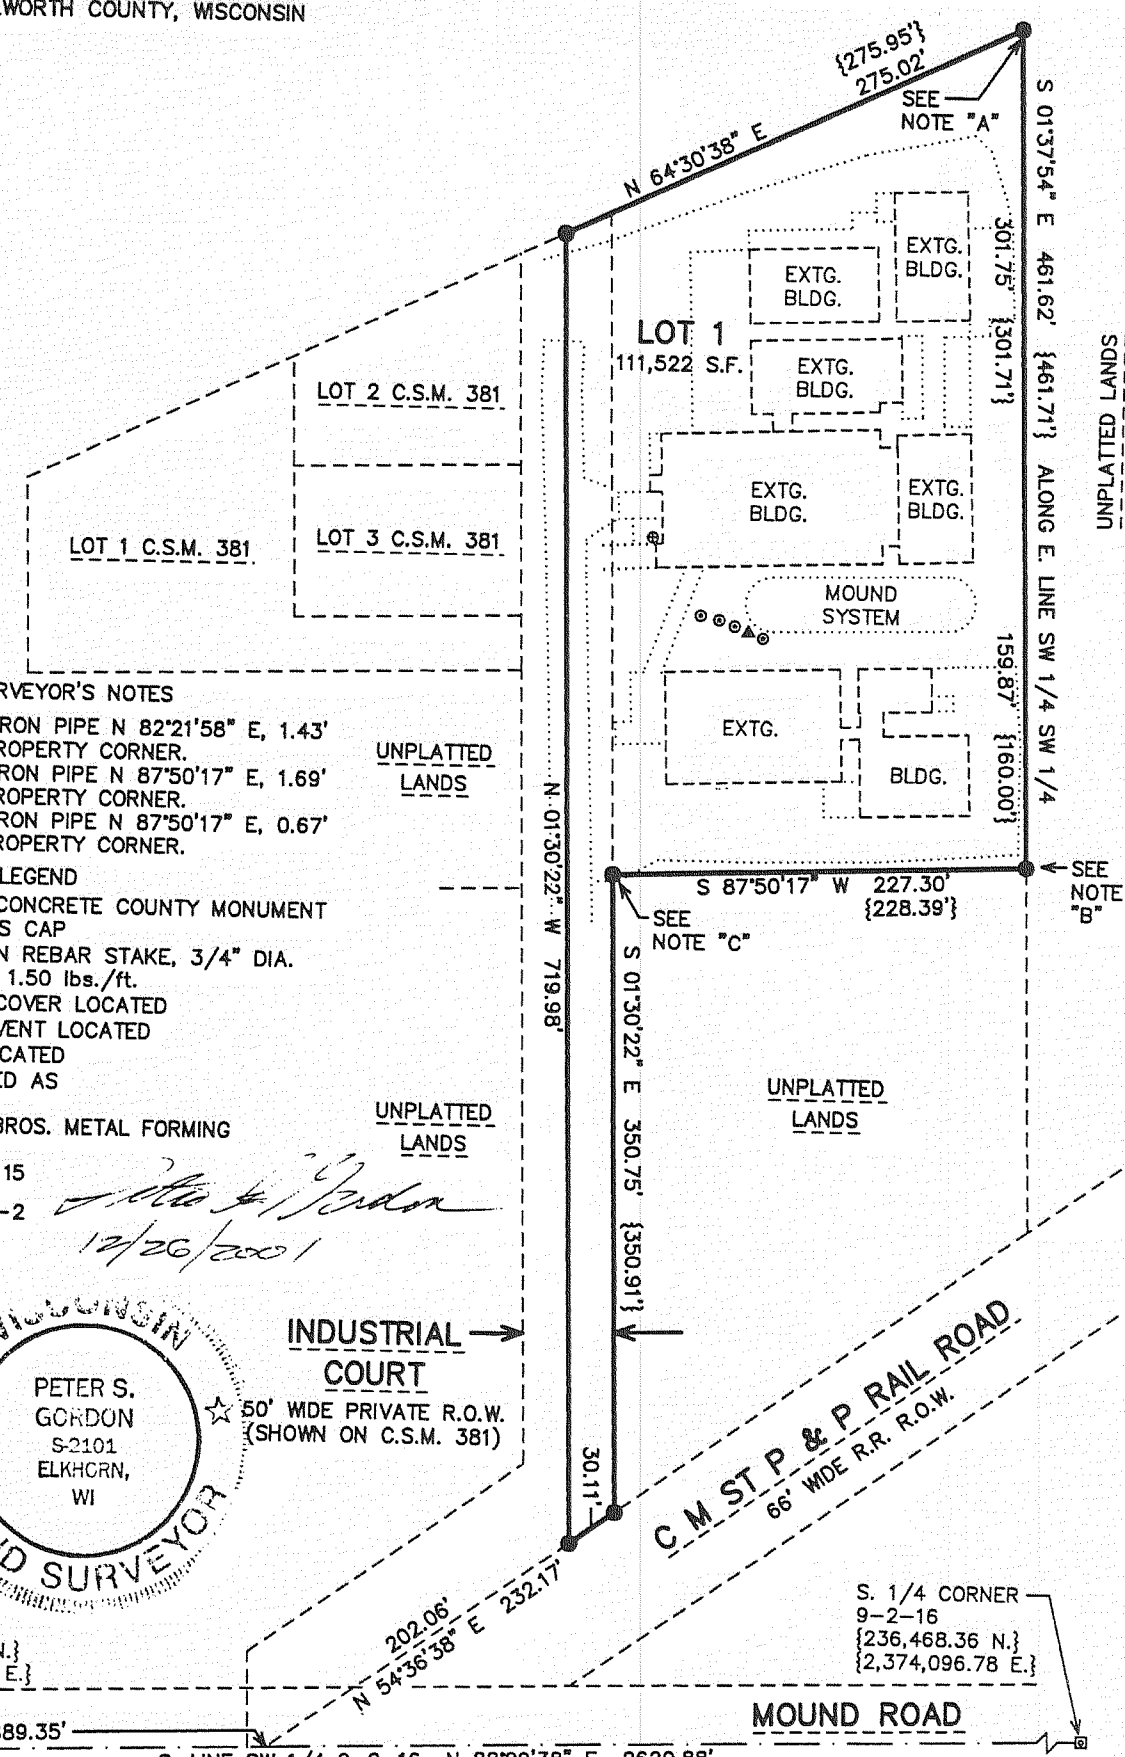 WORTH COUNTY, WISCONSIN
{275.95'}
275.02'
SEE
NOTE "A"
N 64°30'38" E
S 01°37'54" E 461.62' {461.71'} ALONG E. LINE SW 1/4 SW 1/4
301.75' {301.71'}
EXTG.
BLDG.
EXTG.
BLDG.
LOT 1
111,522 S.F.
EXTG.
BLDG.
UNPLATTED LANDS
LOT 2 C.S.M. 381
EXTG.
BLDG.
EXTG.
BLDG.
LOT 1 C.S.M. 381
LOT 3 C.S.M. 381
MOUND
SYSTEM
159.87' {160.00'}
RVEYOR'S NOTES
RON PIPE N 82°21'58" E, 1.43'
ROPERTY CORNER.
RON PIPE N 87°50'17" E, 1.69'
ROPERTY CORNER.
RON PIPE N 87°50'17" E, 0.67'
ROPERTY CORNER.
UNPLATTED
LANDS
EXTG.
BLDG.
N 01°30'22" W 719.98'
LEGEND
CONCRETE COUNTY MONUMENT
S CAP
N REBAR STAKE, 3/4" DIA.
1.50 lbs./ft.
COVER LOCATED
VENT LOCATED
CATED
D AS
BROS. METAL FORMING
15
-2
S 87°50'17" W 227.30'
{228.39'}
SEE
NOTE
"B"
SEE
NOTE "C"
S 01°30'22" E 350.75' {350.91'}
UNPLATTED
LANDS
UNPLATTED
LANDS
Peter S. Gordon
12/26/2001
WISCONSIN
PETER S.
GORDON
S-2101
ELKHORN,
WI
D SURVEYOR
INDUSTRIAL
COURT
50' WIDE PRIVATE R.O.W.
(SHOWN ON C.S.M. 381)
30.11'
C M ST P & P RAIL ROAD
66' WIDE R.R. R.O.W.
202.06'
N 54°36'38" E 232.17'
S. 1/4 CORNER
9-2-16
{236,468.36 N.}
{2,374,096.78 E.}
N.}
E.}
MOUND ROAD
89.35'